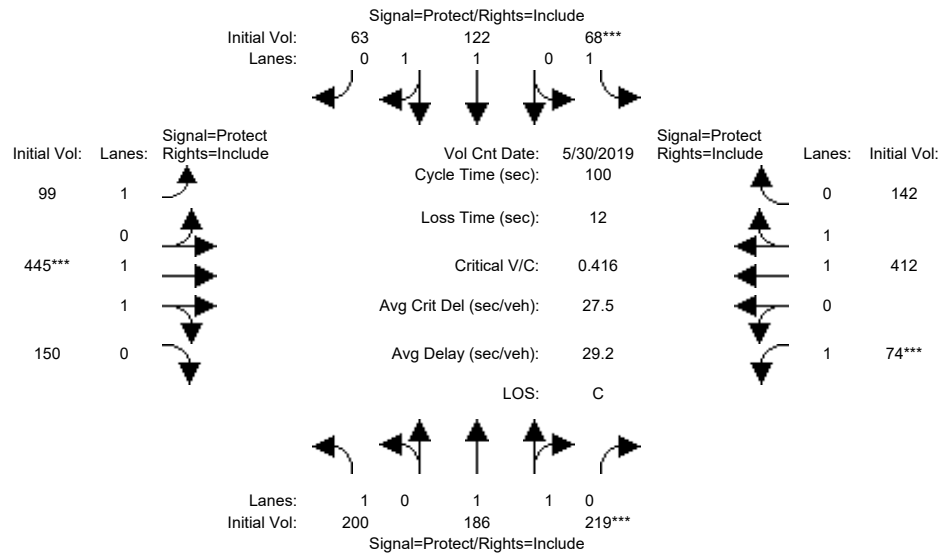 Signal=Protect/Rights=Include
Initial Vol: 63 122 68***
Lanes: 0 1 1 0 1
Signal=Protect Signal=Protect
Initial Vol: Lanes: Rights=Include Vol Cnt Date: 5/30/2019 Rights=Include Lanes: Initial Vol:
Cycle Time (sec): 100
99 1 0 142
Loss Time (sec): 12
0 1
445*** 1 Critical V/C: 0.416 1 412
1 Avg Crit Del (sec/veh): 27.5 0
150 0 Avg Delay (sec/veh): 29.2 1 74***
LOS: C
Lanes: 1 0 1 1 0
Initial Vol: 200 186 219***
Signal=Protect/Rights=Include